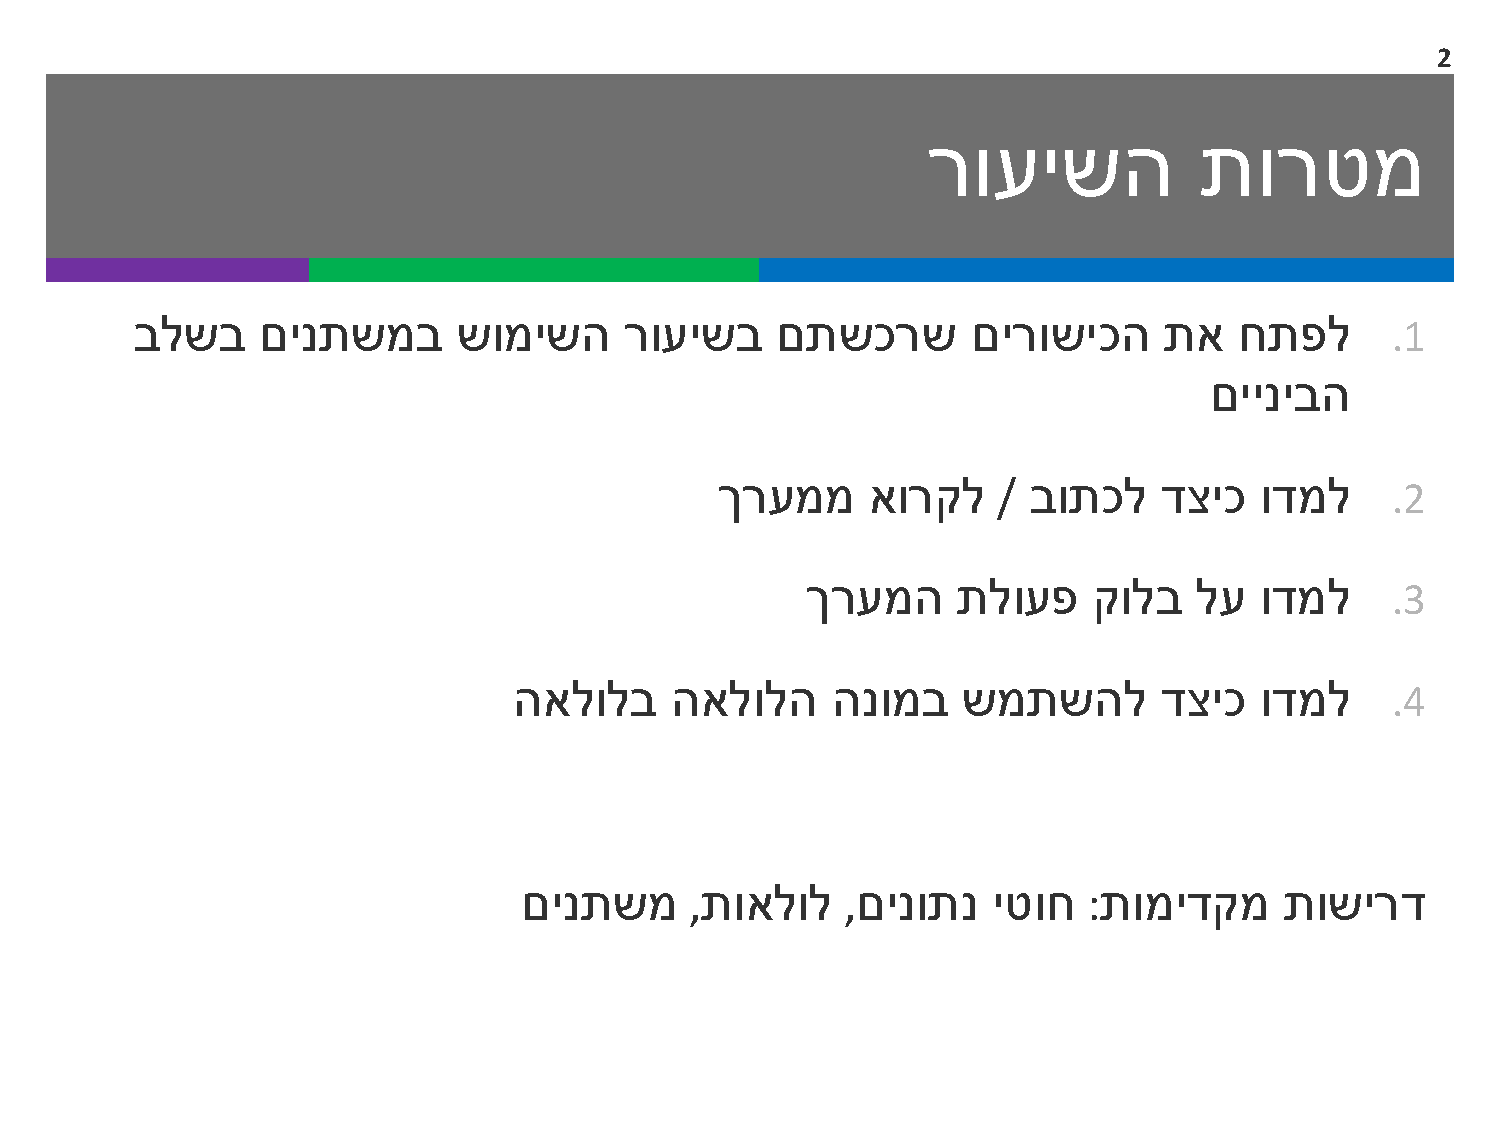 2
מטרות השיעור
1. לפתח את הכישורים שרכשתם בשיעור השימוש במשתנים בשלב
הביניים
2. למדו כיצד לכתוב / לקרוא ממערך
3. למדו על בלוק פעולת המערך
4. למדו כיצד להשתמש במונה הלולאה בלולאה
דרישות מקדימות: חוטי נתונים, לולאות, משתנים